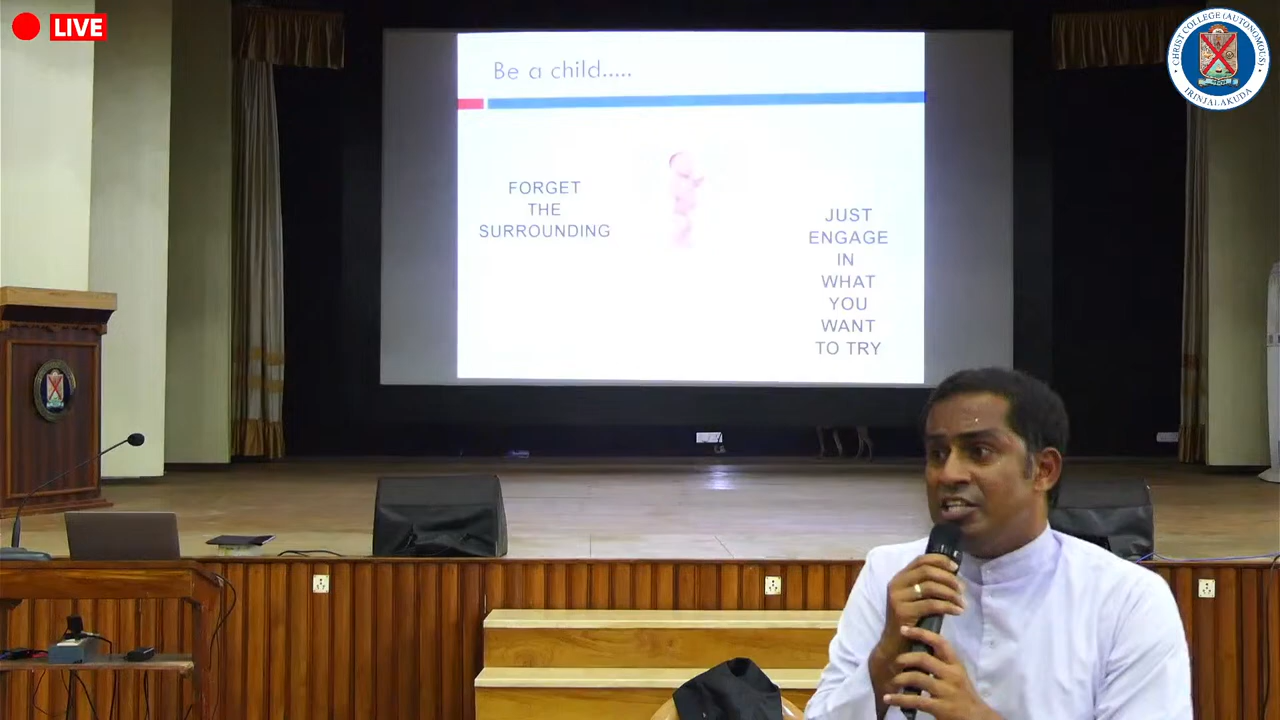 LIVE
CHRIST COLLEGE (AUTONOMOUS)
IRINJALAKUDA
Be a child.....
FORGET
THE
SURROUNDING
JUST
ENGAGE
IN
WHAT
YOU
WANT
TO TRY